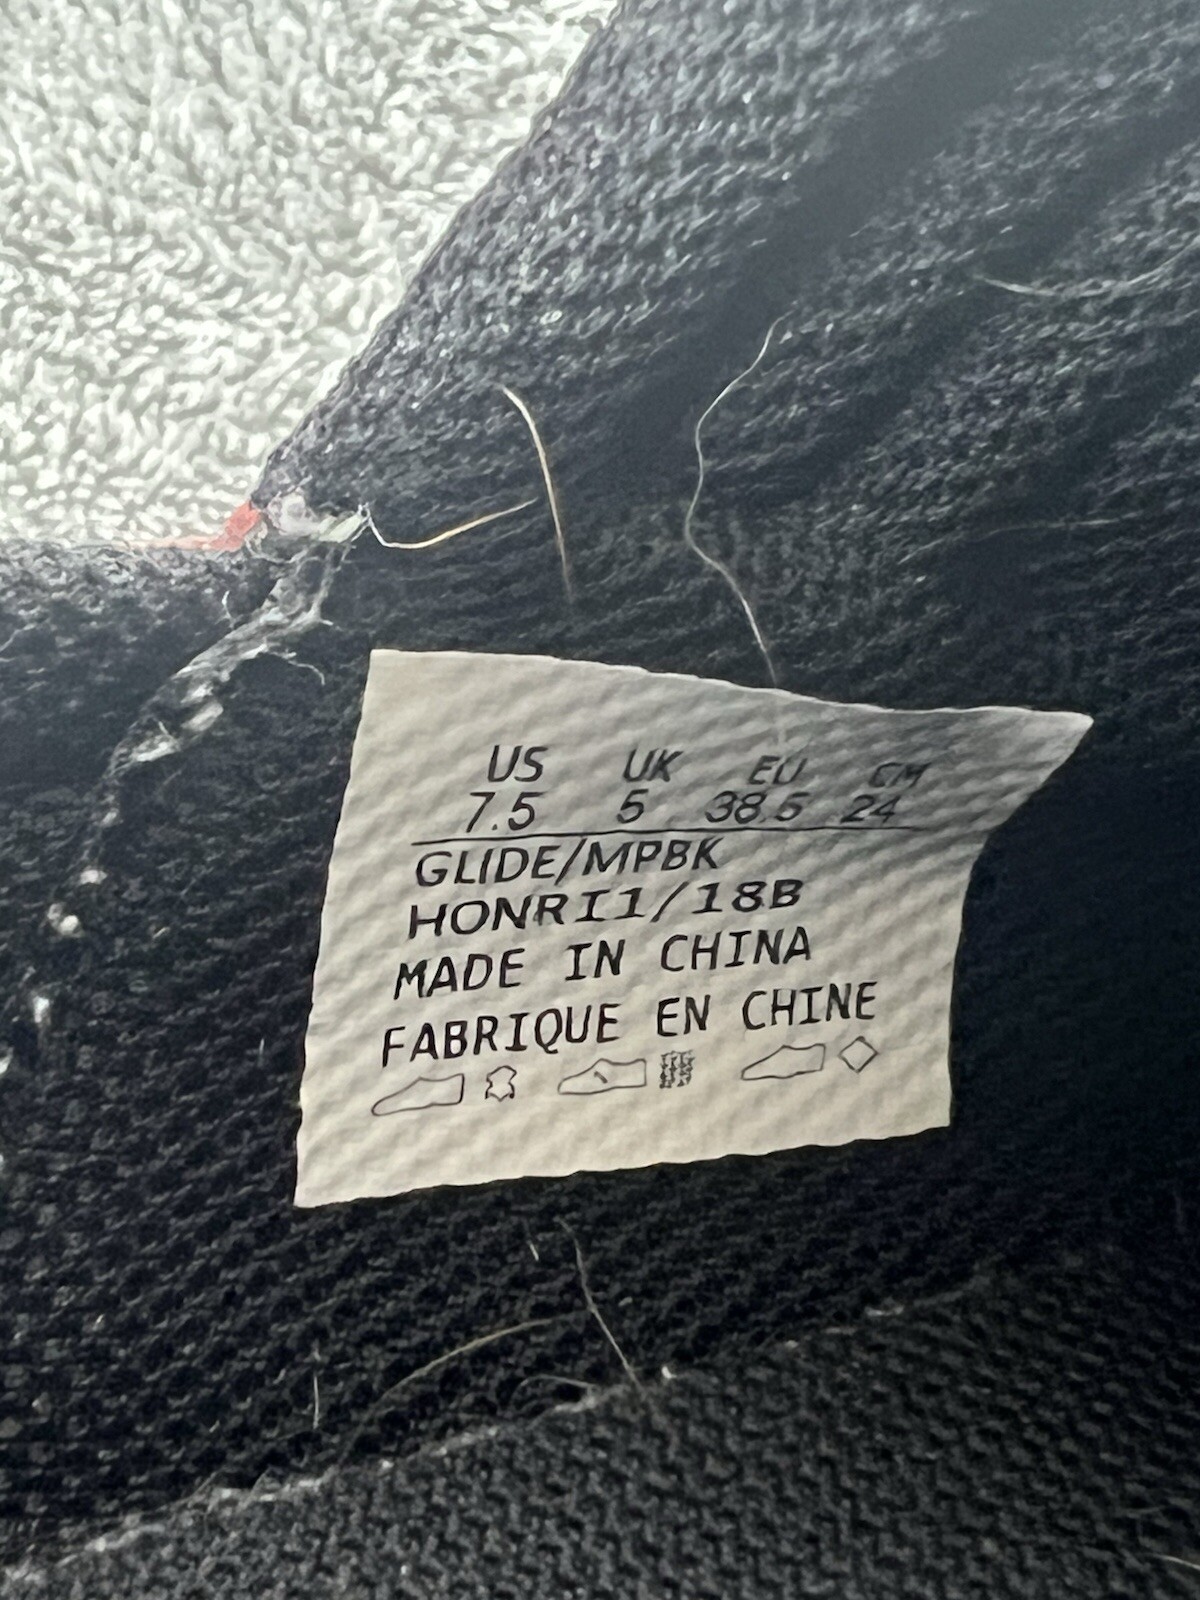 US UK EU CM
7.5 5 38.5 24
GLIDE/MPBK
HONRI1/18B
MADE IN CHINA
FABRIQUE EN CHINE